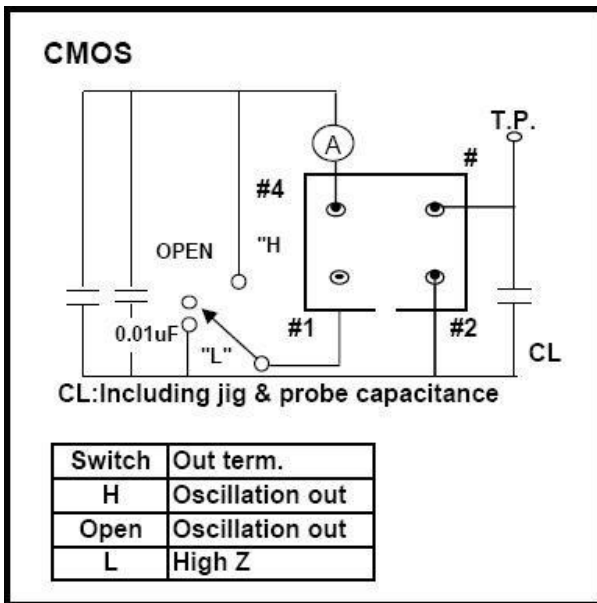 CMOS
T.P.
A
#
#4
OPEN
"H
0.01uF
#1
#2
"L"
CL
CL:Including jig & probe capacitance
Switch Out term.
H Oscillation out
Open Oscillation out
L High Z